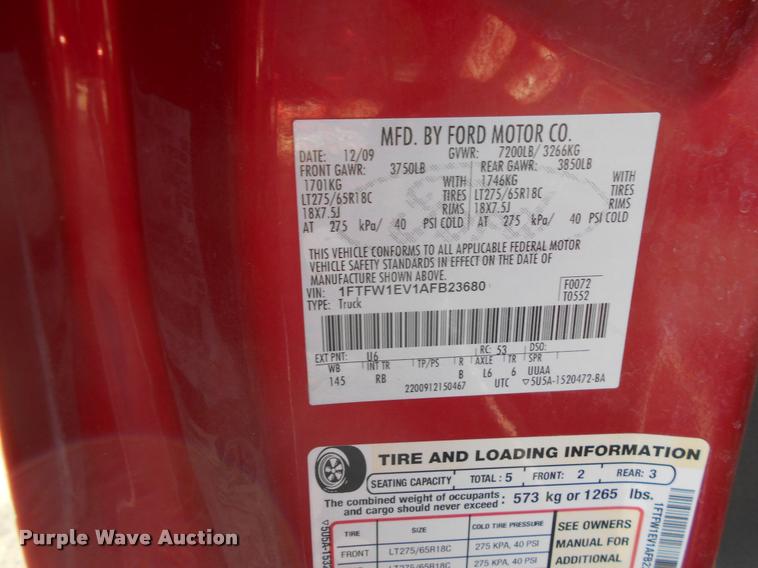 MFD. BY FORD MOTOR CO.
DATE: 12/09 GVWR: 7200LB/ 3266KG
FRONT GAWR: 3750LB REAR GAWR: 3850LB
1701KG WITH 1746KG WITH
LT275/65R18C TIRES LT275/65R18C TIRES
18X7.5J RIMS 18X7.5J RIMS
AT 275 kPa/ 40 PSI COLD AT 275 kPa/ 40 PSI COLD
THIS VEHICLE CONFORMS TO ALL APPLICABLE FEDERAL MOTOR
VEHICLE SAFETY STANDARDS IN EFFECT ON THE DATE OF
MANUFACTURE SHOWN ABOVE.
VIN: 1FTFW1EV1AFB23680 F0072
TYPE: Truck T0552
EXT PNT: U6 RC: 53 DSO:
WB INT TR TP/PS R AXLE TR SPR
145 RB B L6 6 UUAA
2200912150467 UTC ▽5U5A-1520472-BA
TIRE AND LOADING INFORMATION
SEATING CAPACITY TOTAL: 5 FRONT: 2 REAR: 3
The combined weight of occupants and cargo should never exceed: 573 kg or 1265 lbs.
TIRE SIZE COLD TIRE PRESSURE SEE OWNERS
FRONT LT275/65R18C 275 KPA, 40 PSI MANUAL FOR
LT275/65R18C 275 KPA, 40 PSI ADDITIONAL
Purple Wave Auction